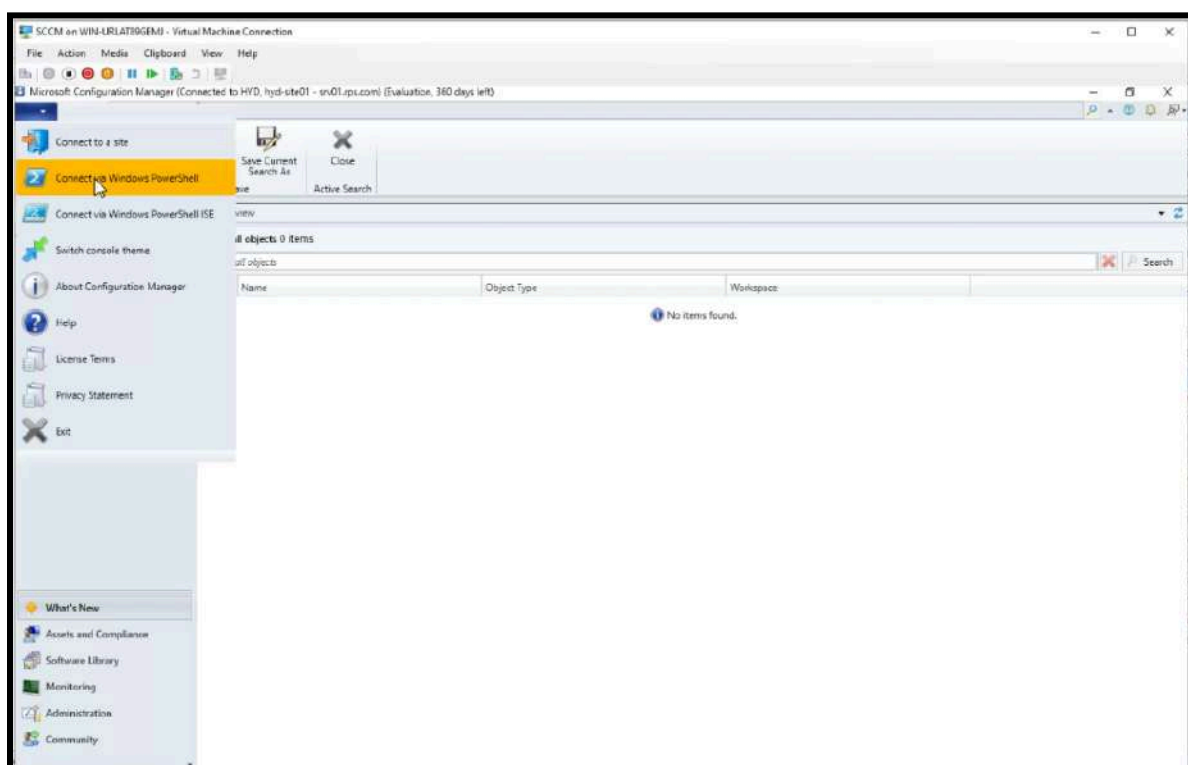 SCCM on WIN-URLAT89GEMJ - Virtual Machine Connection
File Action Media Clipboard View Help
Microsoft Configuration Manager (Connected to HYD, hyd-site01 - srv01.rps.com) (Evaluation, 360 days left)
Connect to a site
Save Current
Search As
Close
Connect via Windows PowerShell
Active Search
Connect via Windows PowerShell ISE
all objects 0 items
Switch console theme
all objects
Search
About Configuration Manager
Name Object Type Workspace
No items found.
Help
License Terms
Privacy Statement
Exit
What's New
Assets and Compliance
Software Library
Monitoring
Administration
Community